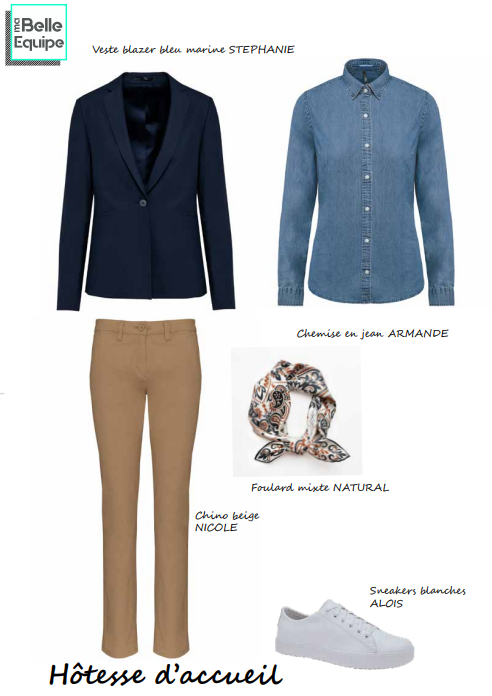 ma
Belle
Equipe
Veste blazer bleu marine STEPHANIE
Chemise en jean ARMANDE
Foulard mixte NATURAL
Chino beige
NICOLE
Sneakers blanches
ALOIS
Hôtesse d'accueil